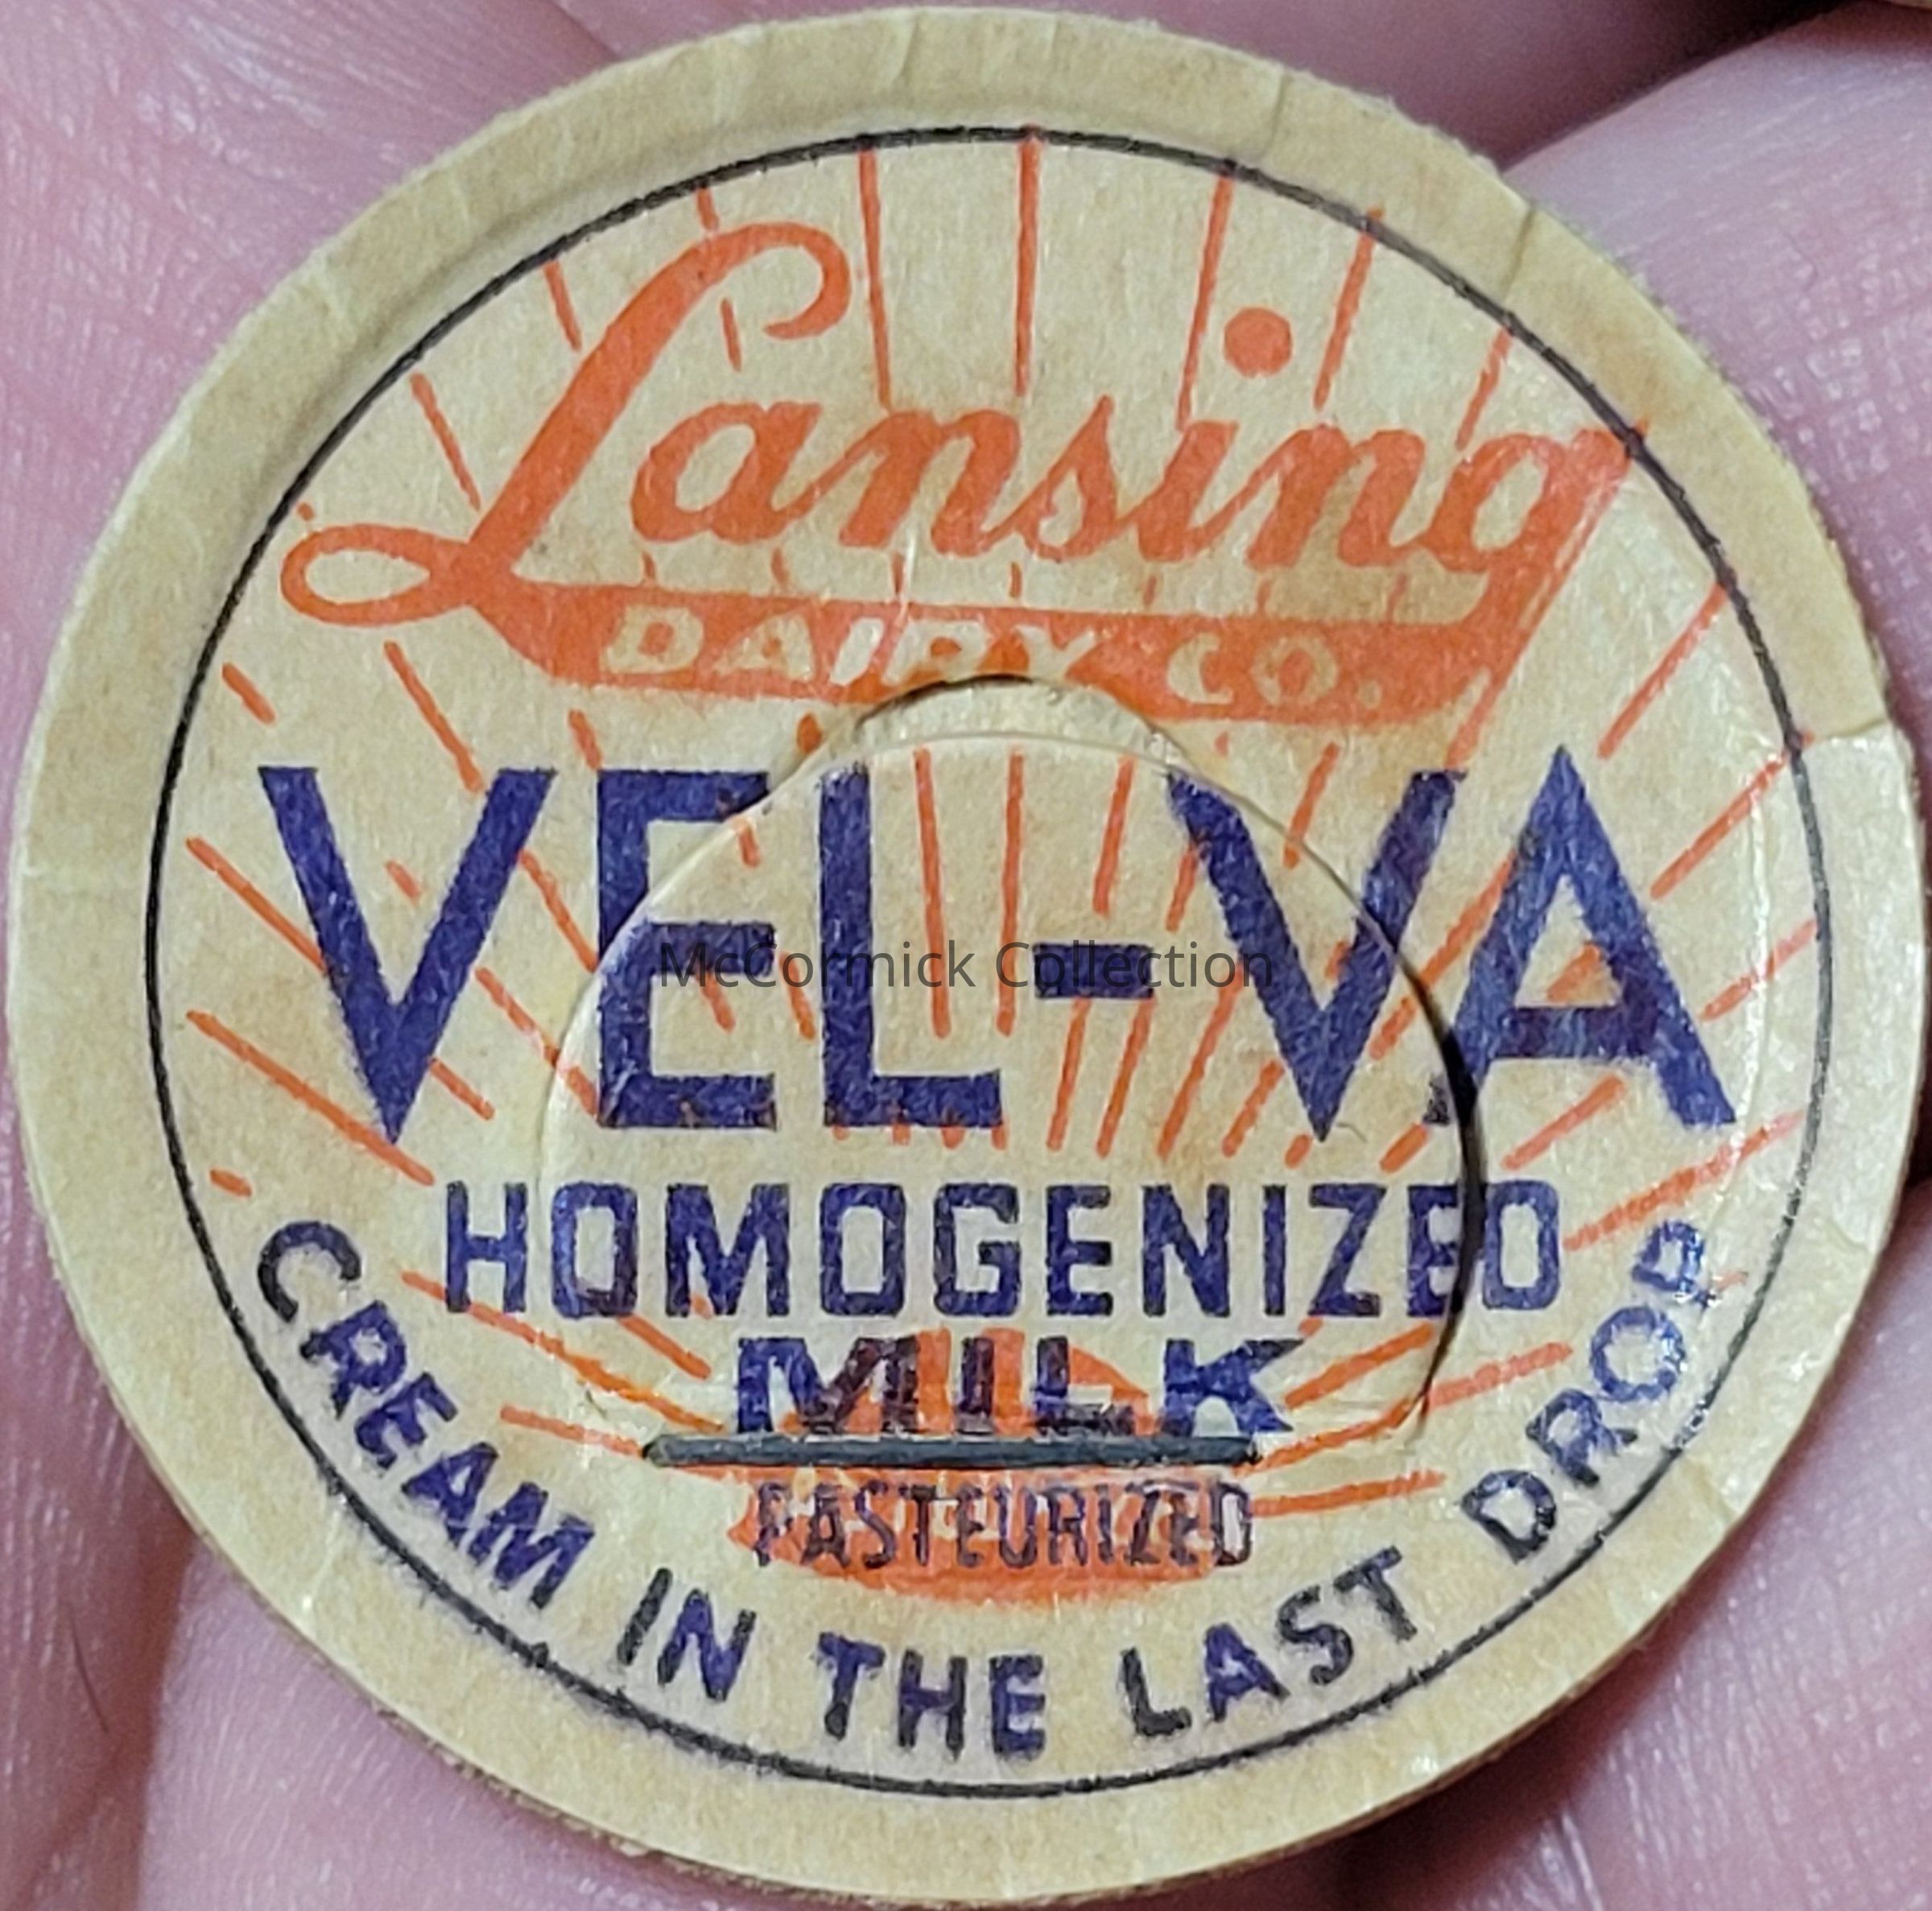 Lansing
DAIRY CO.
VEL-VA
McCormick Collection
HOMOGENIZED
MILK
PASTEURIZED
CREAM IN THE LAST DROP